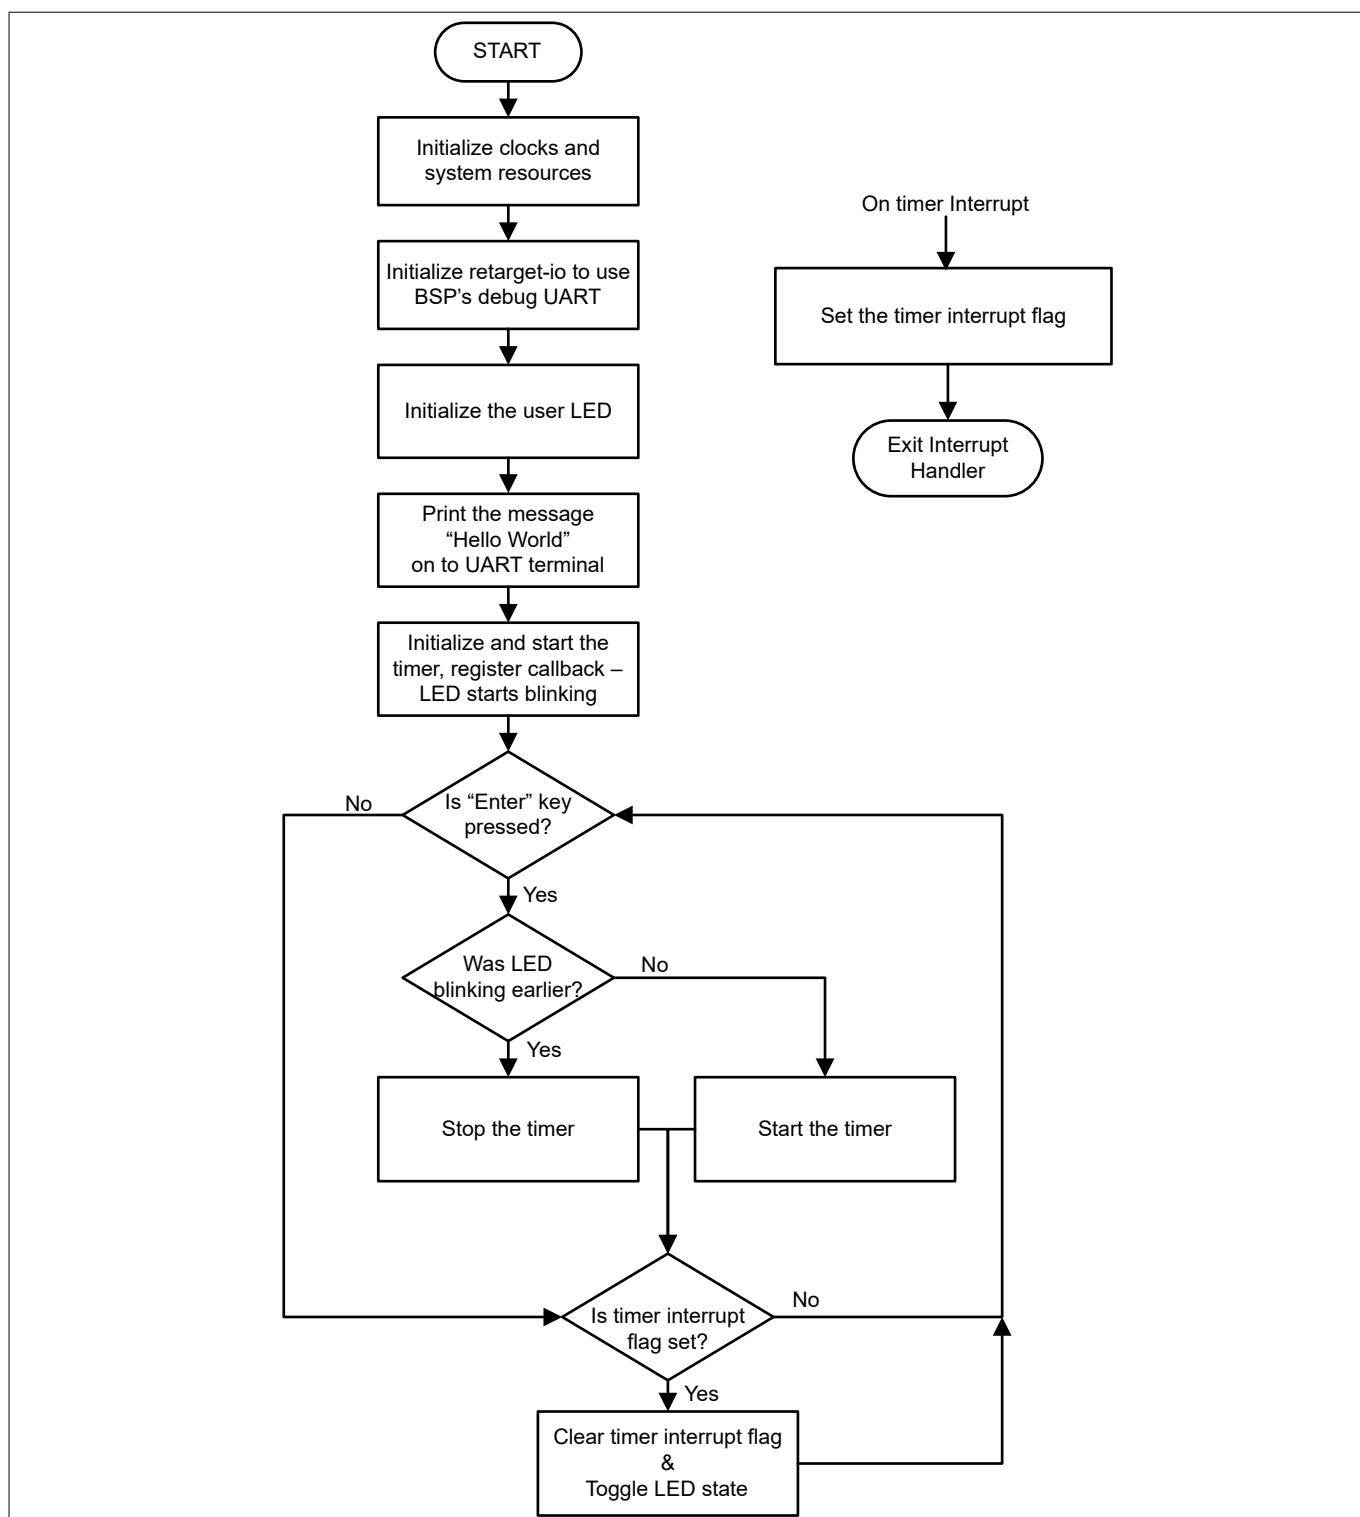 START
Initialize clocks and
system resources
Initialize retarget-io to use
BSP’s debug UART
Initialize the user LED
Print the message
“Hello World”
on to UART terminal
Initialize and start the
timer, register callback –
LED starts blinking
Is “Enter” key
pressed?
No
Yes
Was LED
blinking earlier?
No
Yes
Stop the timer
Start the timer
Is timer interrupt
flag set?
No
Yes
Clear timer interrupt flag
&
Toggle LED state
On timer Interrupt
Set the timer interrupt flag
Exit Interrupt
Handler